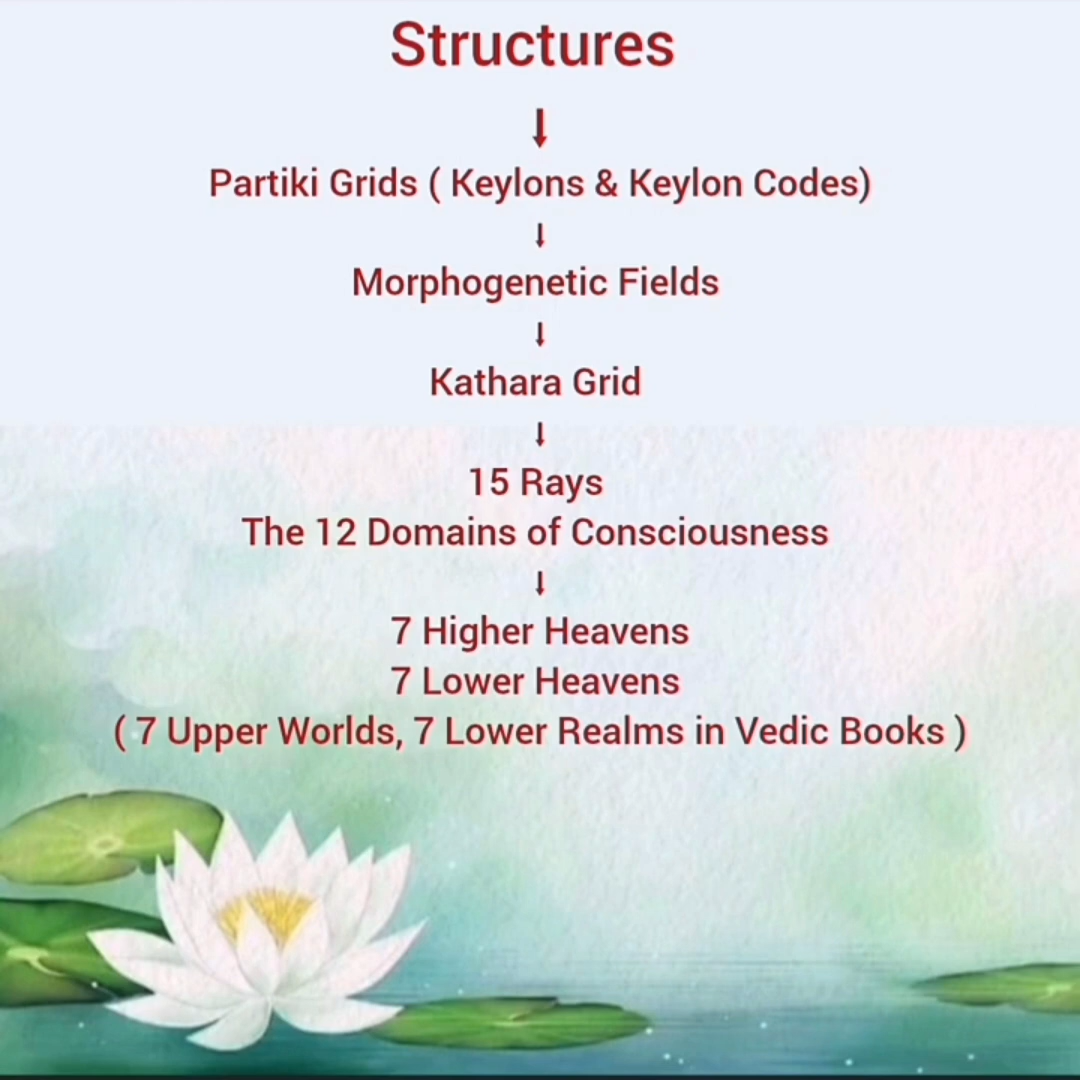 Structures
Partiki Grids ( Keylons & Keylon Codes)
Morphogenetic Fields
Kathara Grid
15 Rays
The 12 Domains of Consciousness
7 Higher Heavens
7 Lower Heavens
( 7 Upper Worlds, 7 Lower Realms in Vedic Books )